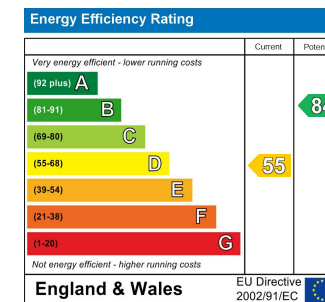 Energy Efficiency Rating
Current
Very energy efficient - lower running costs
(92 plus) A
(81-91) B
(69-80) C
(55-68) D
(39-54) E
(21-38) F
(1-20) G
55
Not energy efficient - higher running costs
England & Wales
EU Directive
2002/91/EC